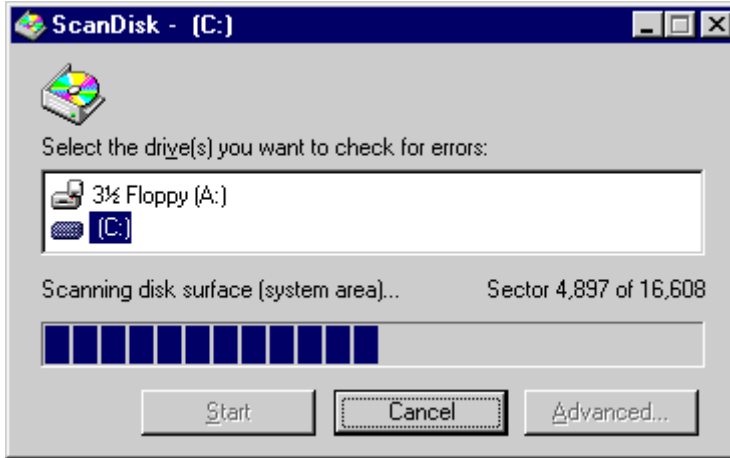 ScanDisk - (C:)
Select the drive(s) you want to check for errors:
3½ Floppy (A:)
(C:)
Scanning disk surface (system area)... Sector 4,897 of 16,608
Start Cancel Advanced...